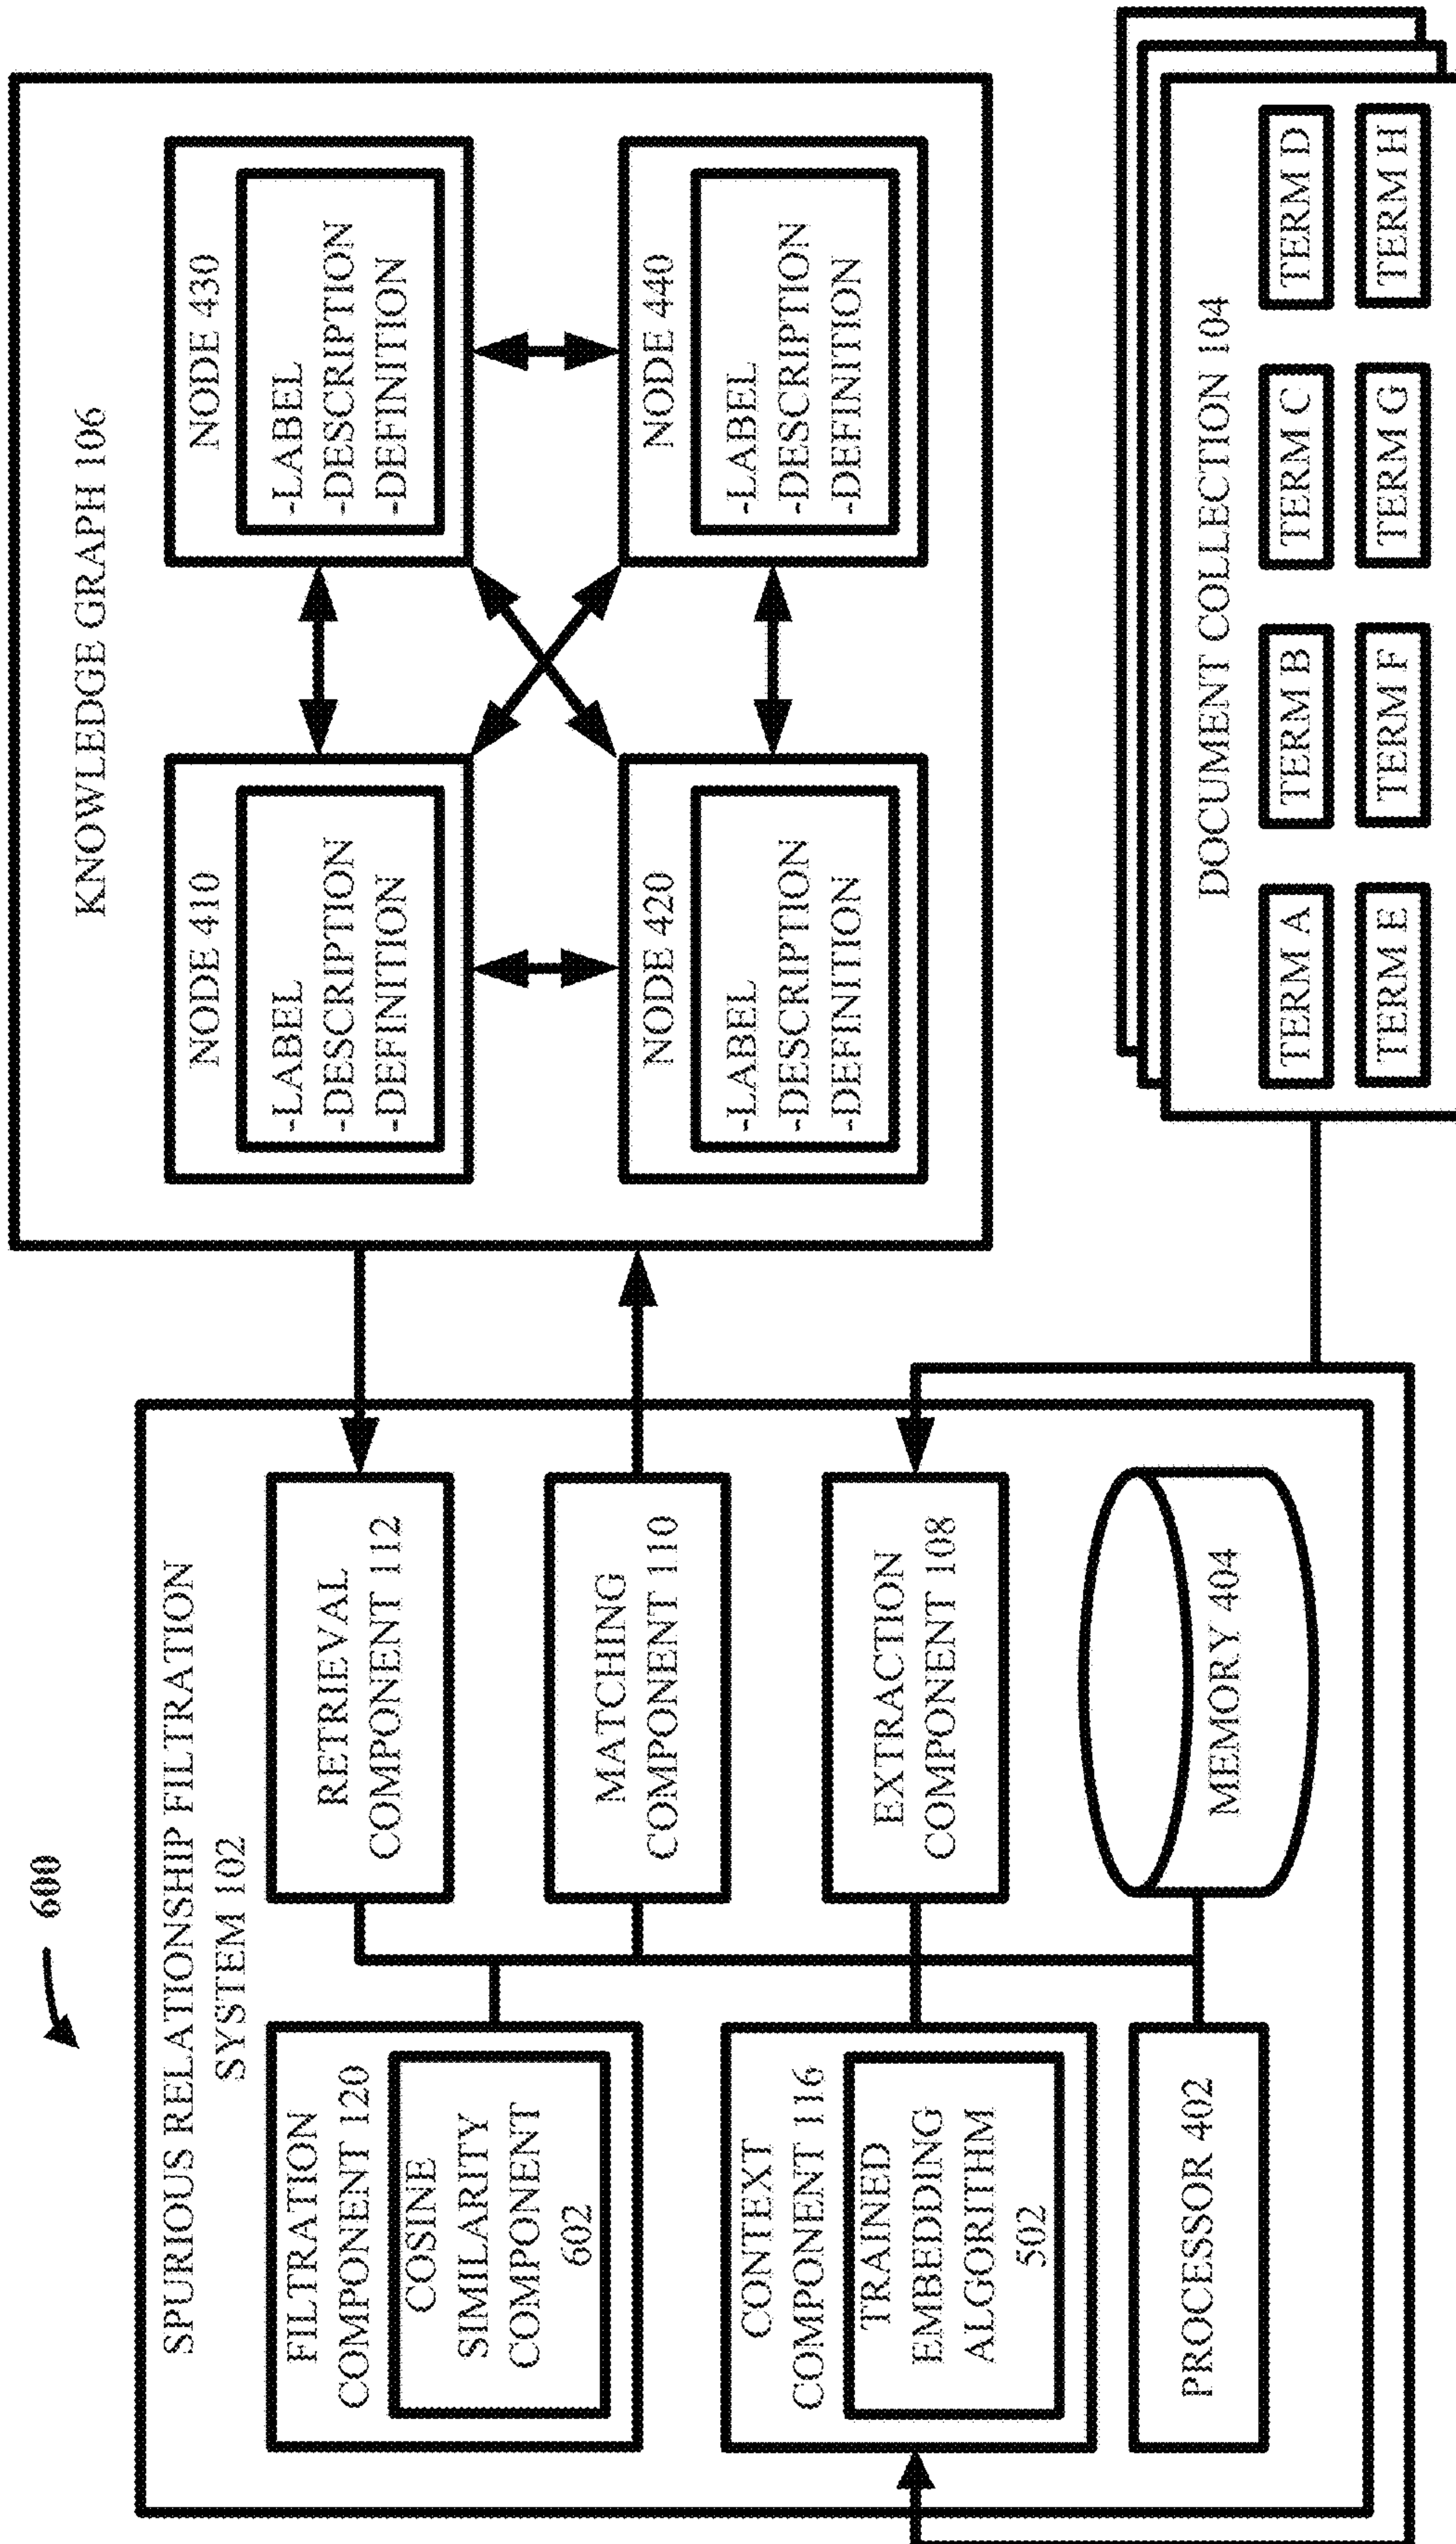 600
SPURIOUS RELATIONSHIP FILTRATION
SYSTEM 102
FILTRATION
COMPONENT 120
COSINE
SIMILARITY
COMPONENT
602
CONTEXT
COMPONENT 116
TRAINED
EMBEDDING
ALGORITHM
502
PROCESSOR 402
RETRIEVAL
COMPONENT 112
MATCHING
COMPONENT 110
EXTRACTION
COMPONENT 108
MEMORY 404
KNOWLEDGE GRAPH 106
NODE 410
-LABEL
-DESCRIPTION
-DEFINITION
NODE 430
-LABEL
-DESCRIPTION
-DEFINITION
NODE 420
-LABEL
-DESCRIPTION
-DEFINITION
NODE 440
-LABEL
-DESCRIPTION
-DEFINITION
DOCUMENT COLLECTION 104
TERM A
TERM B
TERM C
TERM D
TERM E
TERM F
TERM G
TERM H